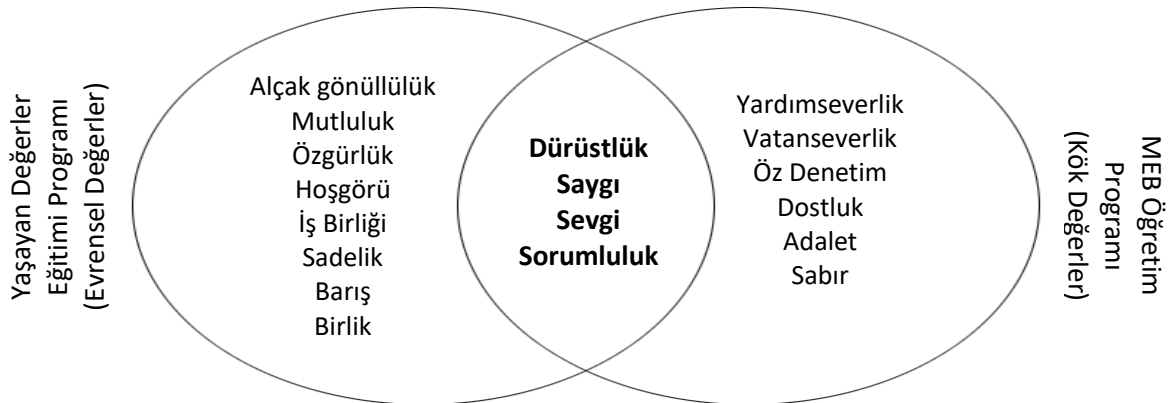 Yaşayan Değerler
Eğitimi Programı
(Evrensel Değerler)
Alçak gönüllülük
Mutluluk
Özgürlük
Hoşgörü
İş Birliği
Sadelik
Barış
Birlik
Dürüstlük
Saygı
Sevgi
Sorumluluk
Yardımseverlik
Vatanseverlik
Öz Denetim
Dostluk
Adalet
Sabır
MEB Öğretim
Programı
(Kök Değerler)